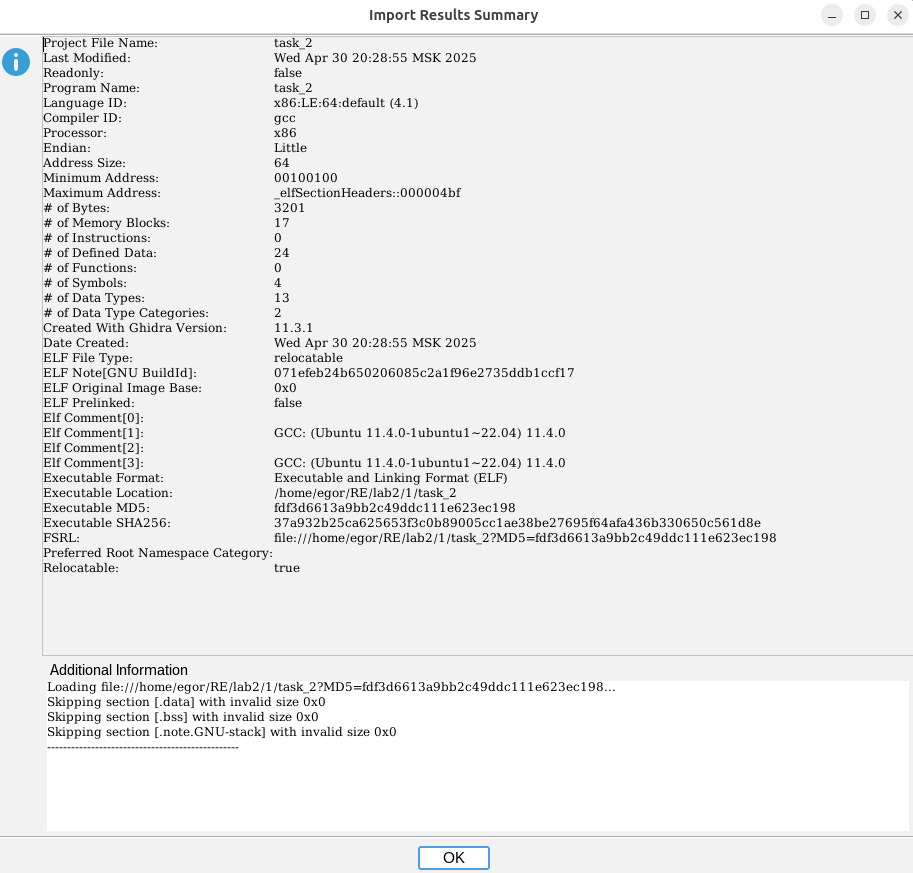 Import Results Summary
Project File Name: task_2
Last Modified: Wed Apr 30 20:28:55 MSK 2025
Readonly: false
Program Name: task_2
Language ID: x86:LE:64:default (4.1)
Compiler ID: gcc
Processor: x86
Endian: Little
Address Size: 64
Minimum Address: 00100100
Maximum Address: _elfSectionHeaders::000004bf
# of Bytes: 3201
# of Memory Blocks: 17
# of Instructions: 0
# of Defined Data: 24
# of Functions: 0
# of Symbols: 4
# of Data Types: 13
# of Data Type Categories: 2
Created With Ghidra Version: 11.3.1
Date Created: Wed Apr 30 20:28:55 MSK 2025
ELF File Type: relocatable
ELF Note[GNU BuildId]: 071efeb24b650206085c2a1f96e2735ddb1ccf17
ELF Original Image Base: 0x0
ELF Prelinked: false
Elf Comment[0]:
Elf Comment[1]: GCC: (Ubuntu 11.4.0-1ubuntu1~22.04) 11.4.0
Elf Comment[2]:
Elf Comment[3]: GCC: (Ubuntu 11.4.0-1ubuntu1~22.04) 11.4.0
Executable Format: Executable and Linking Format (ELF)
Executable Location: /home/egor/RE/lab2/1/task_2
Executable MD5: fdf3d6613a9bb2c49ddc111e623ec198
Executable SHA256: 37a932b25ca625653f3c0b89005cc1ae38be27695f64afa436b330650c561d8e
FSRL: file:///home/egor/RE/lab2/1/task_2?MD5=fdf3d6613a9bb2c49ddc111e623ec198
Preferred Root Namespace Category:
Relocatable: true
Additional Information
Loading file:///home/egor/RE/lab2/1/task_2?MD5=fdf3d6613a9bb2c49ddc111e623ec198...
Skipping section [.data] with invalid size 0x0
Skipping section [.bss] with invalid size 0x0
Skipping section [.note.GNU-stack] with invalid size 0x0
------------------------------------------------
OK